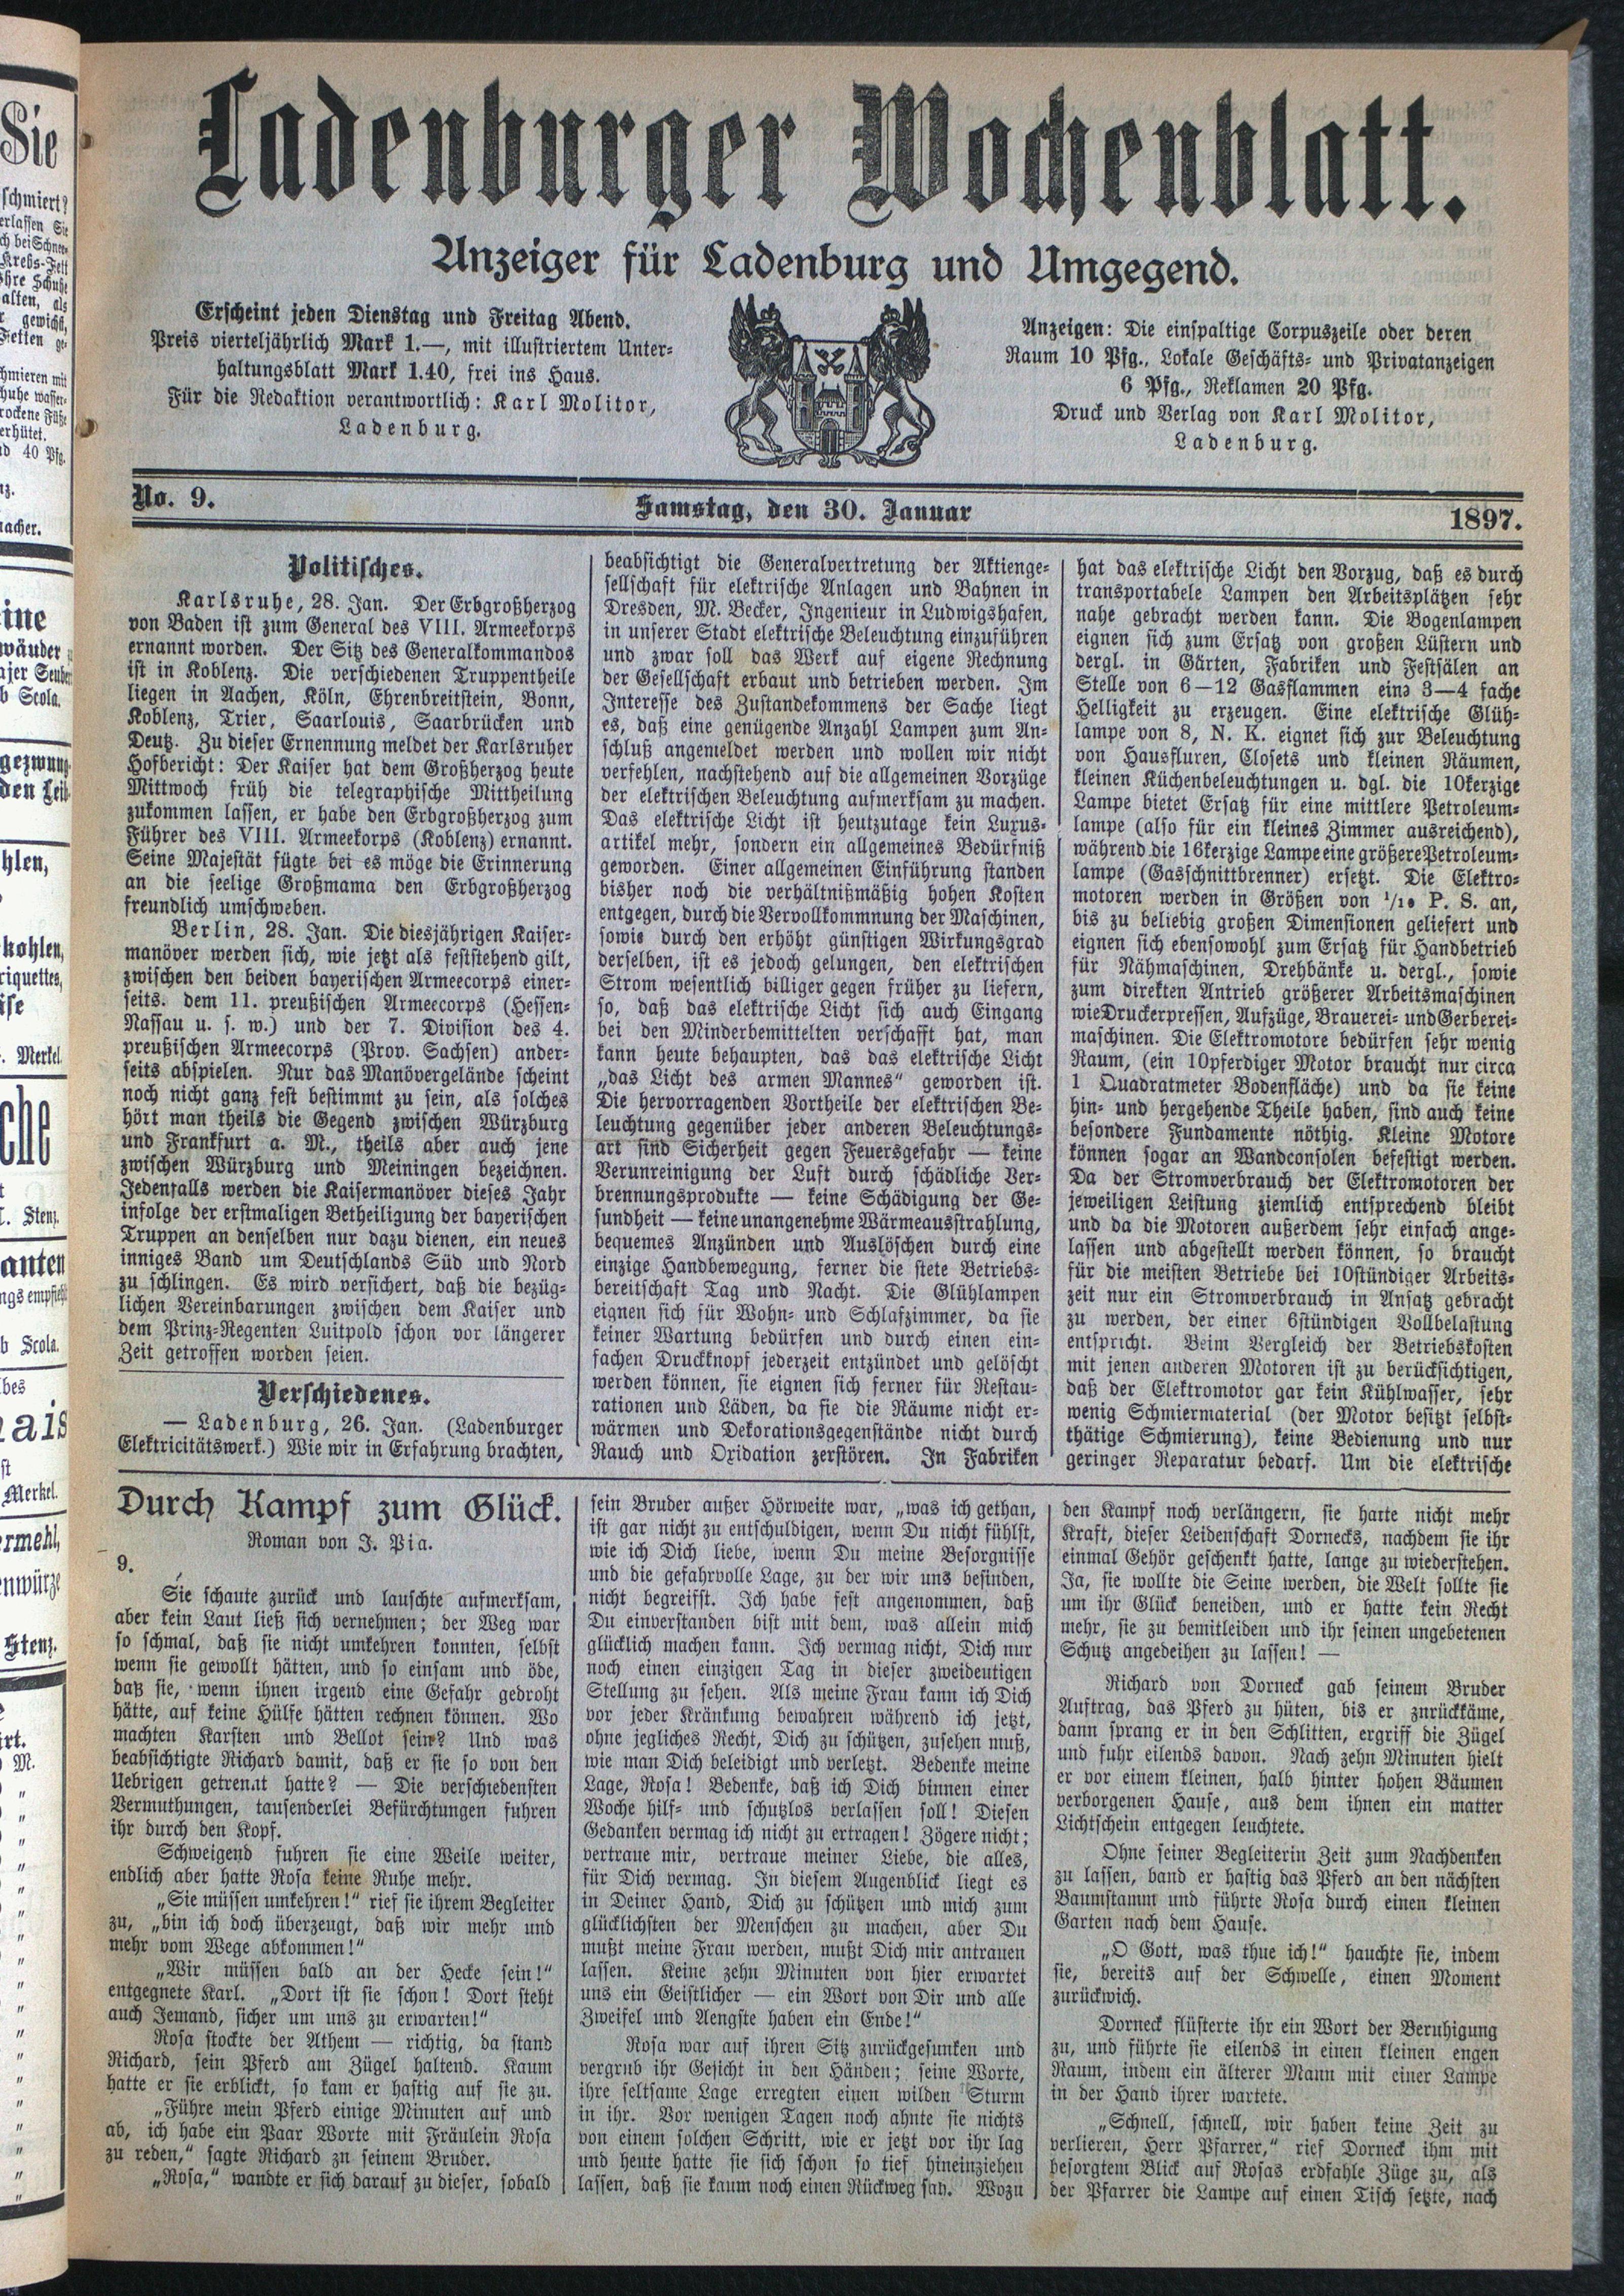 Ladenburger Wochenblatt.
Anzeiger für Ladenburg und Umgegend.
Erscheint jeden Dienstag und Freitag Abend.
Preis vierteljährlich Mark 1.—, mit illustriertem Unter-
haltungsblatt Mark 1.40, frei ins Haus.
Für die Redaktion verantwortlich: Karl Molitor,
Ladenburg.
Anzeigen: Die einspaltige Corpuszeile oder deren
Raum 10 Pfg., Lokale Geschäfts- und Privatanzeigen
6 Pfg., Reklamen 20 Pfg.
Druck und Verlag von Karl Molitor,
Ladenburg.
No. 9.
Samstag, den 30. Januar
1897.
Politisches.
Karlsruhe, 28. Jan. Der Erbgroßherzog
von Baden ist zum General des VIII. Armeekorps
ernannt worden. Der Sitz des Generalkommandos
ist in Koblenz. Die verschiedenen Truppentheile
liegen in Aachen, Köln, Ehrenbreitstein, Bonn,
Koblenz, Trier, Saarlouis, Saarbrücken und
Deutz. Zu dieser Ernennung meldet der Karlsruher
Hofbericht: Der Kaiser hat dem Großherzog heute
Mittwoch früh die telegraphische Mittheilung
zukommen lassen, er habe den Erbgroßherzog zum
Führer des VIII. Armeekorps (Koblenz) ernannt.
Seine Majestät fügte bei es möge die Erinnerung
an die seelige Großmama den Erbgroßherzog
freundlich umschweben.
Berlin, 28. Jan. Die diesjährigen Kaiser-
manöver werden sich, wie jetzt als feststehend gilt,
zwischen den beiden bayerischen Armeecorps einer-
seits. dem 11. preußischen Armeecorps (Hessen-
Nassau u. s. w.) und der 7. Division des 4.
preußischen Armeecorps (Prov. Sachsen) ander-
seits abspielen. Nur das Manövergelände scheint
noch nicht ganz fest bestimmt zu sein, als solches
hört man theils die Gegend zwischen Würzburg
und Frankfurt a. M., theils aber auch jene
zwischen Würzburg und Meiningen bezeichnen.
Jedenfalls werden die Kaisermanöver dieses Jahr
infolge der erstmaligen Betheiligung der bayerischen
Truppen an denselben nur dazu dienen, ein neues
inniges Band um Deutschlands Süd und Nord
zu schlingen. Es wird versichert, daß die bezüg-
lichen Vereinbarungen zwischen dem Kaiser und
dem Prinz-Regenten Luitpold schon vor längerer
Zeit getroffen worden seien.
Verschiedenes.
— Ladenburg, 26. Jan. (Ladenburger
Elektricitätswerk.) Wie wir in Erfahrung brachten,
beabsichtigt die Generalvertretung der Aktienge-
sellschaft für elektrische Anlagen und Bahnen in
Dresden, M. Becker, Ingenieur in Ludwigshafen,
in unserer Stadt elektrische Beleuchtung einzuführen
und zwar soll das Werk auf eigene Rechnung
der Gesellschaft erbaut und betrieben werden. Im
Interesse des Zustandekommens der Sache liegt
es, daß eine genügende Anzahl Lampen zum An-
schluß angemeldet werden und wollen wir nicht
verfehlen, nachstehend auf die allgemeinen Vorzüge
der elektrischen Beleuchtung aufmerksam zu machen.
Das elektrische Licht ist heutzutage kein Luxus-
artikel mehr, sondern ein allgemeines Bedürfniß
geworden. Einer allgemeinen Einführung standen
bisher noch die verhältnißmäßig hohen Kosten
entgegen, durch die Vervollkommnung der Maschinen,
sowie durch den erhöht günstigen Wirkungsgrad
derselben, ist es jedoch gelungen, den elektrischen
Strom wesentlich billiger gegen früher zu liefern,
so, daß das elektrische Licht sich auch Eingang
bei den Minderbemittelten verschafft hat, man
kann heute behaupten, das das elektrische Licht
„das Licht des armen Mannes“ geworden ist.
Die hervorragenden Vortheile der elektrischen Be-
leuchtung gegenüber jeder anderen Beleuchtungs-
art sind Sicherheit gegen Feuersgefahr — keine
Verunreinigung der Luft durch schädliche Ver-
brennungsprodukte — keine Schädigung der Ge-
sundheit — keine unangenehme Wärmeausstrahlung,
bequemes Anzünden und Auslöschen durch eine
einzige Handbewegung, ferner die stete Betriebs-
bereitschaft Tag und Nacht. Die Glühlampen
eignen sich für Wohn- und Schlafzimmer, da sie
keiner Wartung bedürfen und durch einen ein-
fachen Druckknopf jederzeit entzündet und gelöscht
werden können, sie eignen sich ferner für Restau-
rationen und Läden, da sie die Räume nicht er-
wärmen und Dekorationsgegenstände nicht durch
Rauch und Oxidation zerstören. In Fabriken
hat das elektrische Licht den Vorzug, daß es durch
transportabele Lampen den Arbeitsplätzen sehr
nahe gebracht werden kann. Die Bogenlampen
eignen sich zum Ersatz von großen Lüstern und
dergl. in Gärten, Fabriken und Festsälen an
Stelle von 6—12 Gasflammen eine 3—4 fache
Helligkeit zu erzeugen. Eine elektrische Glüh-
lampe von 8, N. K. eignet sich zur Beleuchtung
von Hausfluren, Closets und kleinen Räumen,
kleinen Küchenbeleuchtungen u. dgl. die 10kerzige
Lampe bietet Ersatz für eine mittlere Petroleum-
lampe (also für ein kleines Zimmer ausreichend),
während die 16kerzige Lampe eine größere Petroleum-
lampe (Gasschnittbrenner) ersetzt. Die Elektro-
motoren werden in Größen von 1/10 P. S. an,
bis zu beliebig großen Dimensionen geliefert und
eignen sich ebensowohl zum Ersatz für Handbetrieb
für Nähmaschinen, Drehbänke u. dergl., sowie
zum direkten Antrieb größerer Arbeitsmaschinen
wie Druckerpressen, Aufzüge, Brauerei- und Gerberei-
maschinen. Die Elektromotore bedürfen sehr wenig
Raum, (ein 10pferdiger Motor braucht nur circa
1 Quadratmeter Bodenfläche) und da sie keine
hin- und hergehende Theile haben, sind auch keine
besondere Fundamente nöthig. Kleine Motore
können sogar an Wandconsolen befestigt werden.
Da der Stromverbrauch der Elektromotoren der
jeweiligen Leistung ziemlich entsprechend bleibt
und da die Motoren außerdem sehr einfach ange-
lassen und abgestellt werden können, so braucht
für die meisten Betriebe bei 10stündiger Arbeits-
zeit nur ein Stromverbrauch in Ansatz gebracht
zu werden, der einer 6stündigen Vollbelastung
entspricht. Beim Vergleich der Betriebskosten
mit jenen anderen Motoren ist zu berücksichtigen,
daß der Elektromotor gar kein Kühlwasser, sehr
wenig Schmiermaterial (der Motor besitzt selbst-
thätige Schmierung), keine Bedienung und nur
geringer Reparatur bedarf. Um die elektrische
Durch Kampf zum Glück.
Roman von J. Pia.
9.
Sie schaute zurück und lauschte aufmerksam,
aber kein Laut ließ sich vernehmen; der Weg war
so schmal, daß sie nicht umkehren konnten, selbst
wenn sie gewollt hätten, und so einsam und öde,
daß sie, wenn ihnen irgend eine Gefahr gedroht
hätte, auf keine Hülfe hätten rechnen können. Wo
machten Karsten und Bellot sein? Und was
beabsichtigte Richard damit, daß er sie so von den
Uebrigen getrennt hatte? — Die verschiedensten
Vermuthungen, tausenderlei Befürchtungen fuhren
ihr durch den Kopf.
Schweigend fuhren sie eine Weile weiter,
endlich aber hatte Rosa keine Ruhe mehr.
„Sie müssen umkehren!“ rief sie ihrem Begleiter
zu, „bin ich doch überzeugt, daß wir mehr und
mehr vom Wege abkommen!“
„Wir müssen bald an der Hecke sein!“
entgegnete Karl. „Dort ist sie schon! Dort steht
auch Jemand, sicher um uns zu erwarten!“
Rosa stockte der Athem — richtig, da stand
Richard, sein Pferd am Zügel haltend. Kaum
hatte er sie erblickt, so kam er hastig auf sie zu.
„Führe mein Pferd einige Minuten auf und
ab, ich habe ein Paar Worte mit Fräulein Rosa
zu reden,“ sagte Richard zu seinem Bruder.
„Rosa,“ wandte er sich darauf zu dieser, sobald
sein Bruder außer Hörweite war, „was ich gethan,
ist gar nicht zu entschuldigen, wenn Du nicht fühlst,
wie ich Dich liebe, wenn Du meine Besorgnisse
und die gefahrvolle Lage, zu der wir uns befinden,
nicht begreifst. Ich habe fest angenommen, daß
Du einverstanden bist mit dem, was allein mich
glücklich machen kann. Ich vermag nicht, Dich nur
noch einen einzigen Tag in dieser zweideutigen
Stellung zu sehen. Als meine Frau kann ich Dich
vor jeder Kränkung bewahren während ich jetzt,
ohne jegliches Recht, Dich zu schützen, zusehen muß,
wie man Dich beleidigt und verletzt. Bedenke meine
Lage, Rosa! Bedenke, daß ich Dich binnen einer
Woche hilf- und schutzlos verlassen soll! Diesen
Gedanken vermag ich nicht zu ertragen! Zögere nicht;
vertraue mir, vertraue meiner Liebe, die alles,
für Dich vermag. In diesem Augenblick liegt es
in Deiner Hand, Dich zu schützen und mich zum
glücklichsten der Menschen zu machen, aber Du
mußt meine Frau werden, mußt Dich mir antrauen
lassen. Keine zehn Minuten von hier erwartet
uns ein Geistlicher — ein Wort von Dir und alle
Zweifel und Aengste haben ein Ende!“
Rosa war auf ihren Sitz zurückgesunken und
vergrub ihr Gesicht in den Händen; seine Worte,
ihre seltsame Lage erregten einen wilden Sturm
in ihr. Vor wenigen Tagen noch ahnte sie nichts
von einem solchen Schritt, wie er jetzt vor ihr lag
und heute hatte sie sich schon so tief hineinziehen
lassen, daß sie kaum noch einen Rückweg sah. Wozu
den Kampf noch verlängern, sie hatte nicht mehr
Kraft, dieser Leidenschaft Dornecks, nachdem sie ihr
einmal Gehör geschenkt hatte, lange zu wiederstehen.
Ja, sie wollte die Seine werden, die Welt sollte sie
um ihr Glück beneiden, und er hatte kein Recht
mehr, sie zu bemitleiden und ihr seinen ungebetenen
Schutz angedeihen zu lassen! —
Richard von Dorneck gab seinem Bruder
Auftrag, das Pferd zu hüten, bis er zurückkäme,
dann sprang er in den Schlitten, ergriff die Zügel
und fuhr eilends davon. Nach zehn Minuten hielt
er vor einem kleinen, halb hinter hohen Bäumen
verborgenen Hause, aus dem ihnen ein matter
Lichtschein entgegen leuchtete.
Ohne seiner Begleiterin Zeit zum Nachdenken
zu lassen, band er hastig das Pferd an den nächsten
Baumstamm und führte Rosa durch einen kleinen
Garten nach dem Hause.
„O Gott, was thue ich!“ hauchte sie, indem
sie, bereits auf der Schwelle, einen Moment
zurückwich.
Dorneck flüsterte ihr ein Wort der Beruhigung
zu, und führte sie eilends in einen kleinen engen
Raum, indem ein älterer Mann mit einer Lampe
in der Hand ihrer wartete.
„Schnell, schnell, wir haben keine Zeit zu
verlieren, Herr Pfarrer,“ rief Dorneck ihm mit
besorgtem Blick auf Rosas erdfahle Züge zu, als
der Pfarrer die Lampe auf einen Tisch setzte, nach